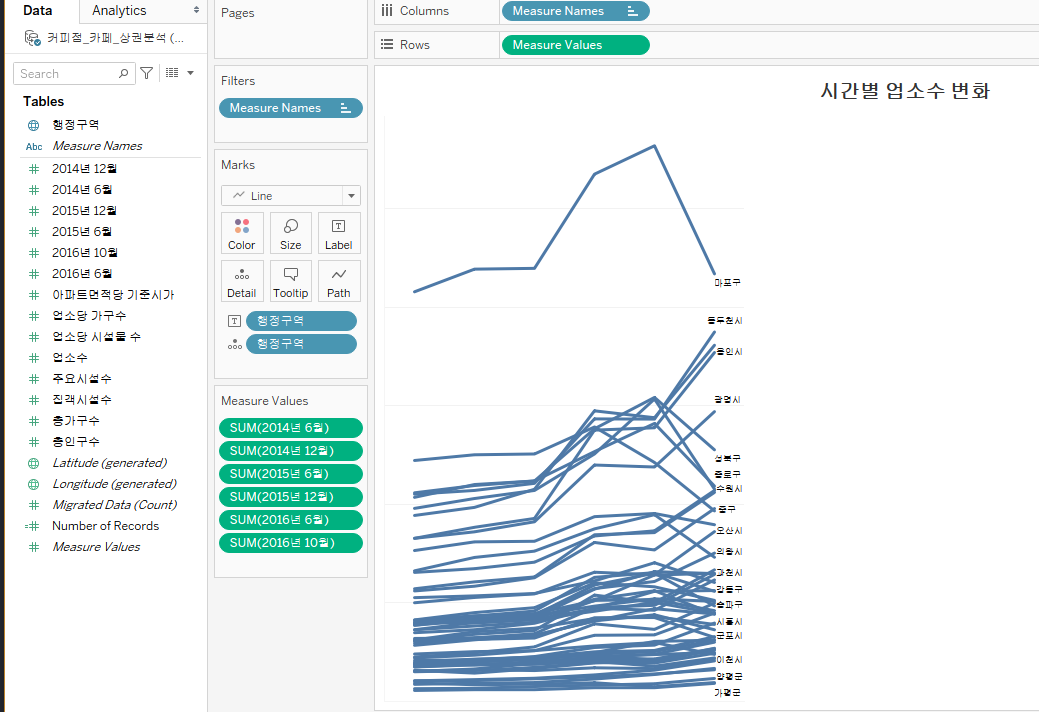 Data
Analytics
커피점_카페_상권분석 (...
Search
Tables
행정구역
Abc Measure Names
2014년 12월
2014년 6월
2015년 12월
2015년 6월
2016년 10월
2016년 6월
아파트면적당 기준시가
업소당 가구수
업소당 시설물 수
업소수
주요시설수
집객시설수
총가구수
총인구수
Latitude (generated)
Longitude (generated)
Migrated Data (Count)
Number of Records
Measure Values
Pages
Filters
Measure Names
Marks
Line
Color
Size
Label
Detail
Tooltip
Path
행정구역
행정구역
Measure Values
SUM(2014년 6월)
SUM(2014년 12월)
SUM(2015년 6월)
SUM(2015년 12월)
SUM(2016년 6월)
SUM(2016년 10월)
Columns
Measure Names
Rows
Measure Values
시간별 업소수 변화
마포구
동두천시
용인시
광명시
성북구
종로구
수원시
중구
오산시
의왕시
과천시
강동구
송파구
시흥시
군포시
이천시
양평군
가평군